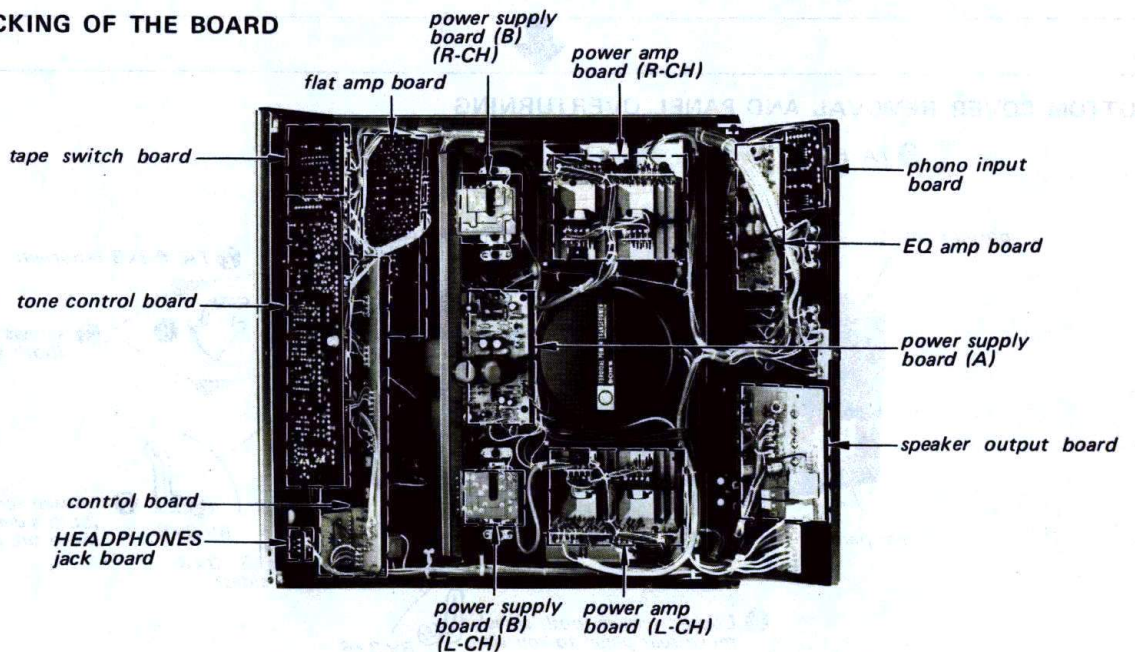 CKING OF THE BOARD
power supply
board (B)
(R-CH)
power amp
board (R-CH)
flat amp board
tape switch board
phono input
board
EQ amp board
tone control board
power supply
board (A)
speaker output board
control board
HEADPHONES
jack board
power supply
board (B)
(L-CH)
power amp
board (L-CH)